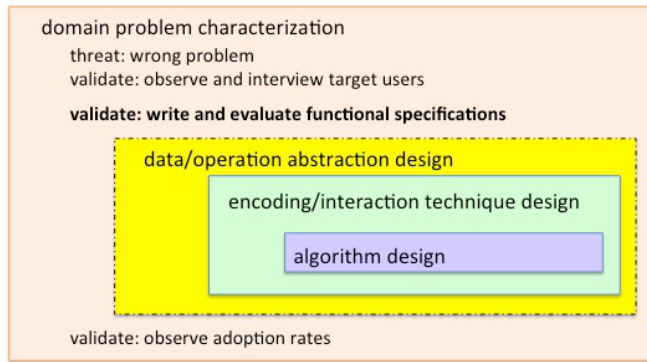 domain problem characterization
threat: wrong problem
validate: observe and interview target users
validate: write and evaluate functional specifications
data/operation abstraction design
encoding/interaction technique design
algorithm design
validate: observe adoption rates